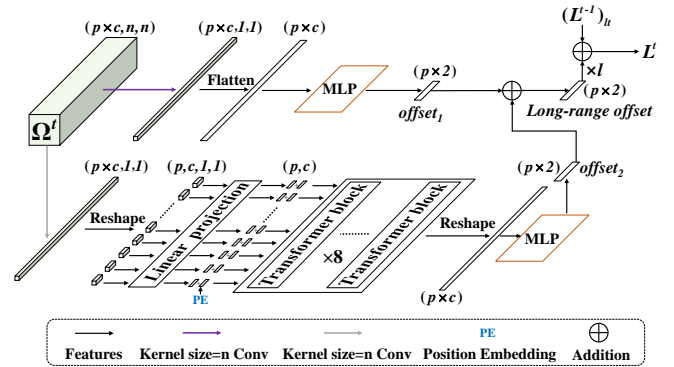 (p×c,n,n)
(p×c,1,1)
(p×c)
(L^{t-1})_{lt}
L^t
×l
Flatten
MLP
(p×2)
offset_1
(p×2)
Long-range offset
Ω^t
(p×c,1,1)
(p,c,1,1)
(p,c)
(p×2)
offset_2
Reshape
Linear projection
Transformer block
×8
Transformer block
Reshape
MLP
(p×c)
PE
PE
Features
Kernel size=n Conv
Kernel size=n Conv
Position Embedding
Addition